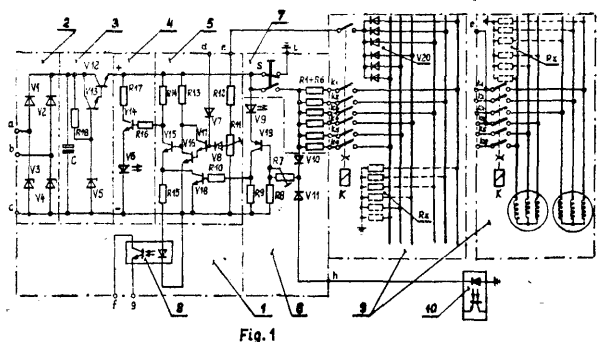 2 3 4 5 7
d e
S L
V12
V1 V2
V13
R18
C
V3 V4
V5
a
b
c
+
-
R17
V14
R16
V6
R14 R13 R12
V15
V16
V17
V7
R11
V8
R10
V18
R15
V9
V19
R7
R9 R8
R1÷R6
V10
V11
V20
K
Rx
Rx
K
e
h
f g
8 1 6 9 10
Fig. 1